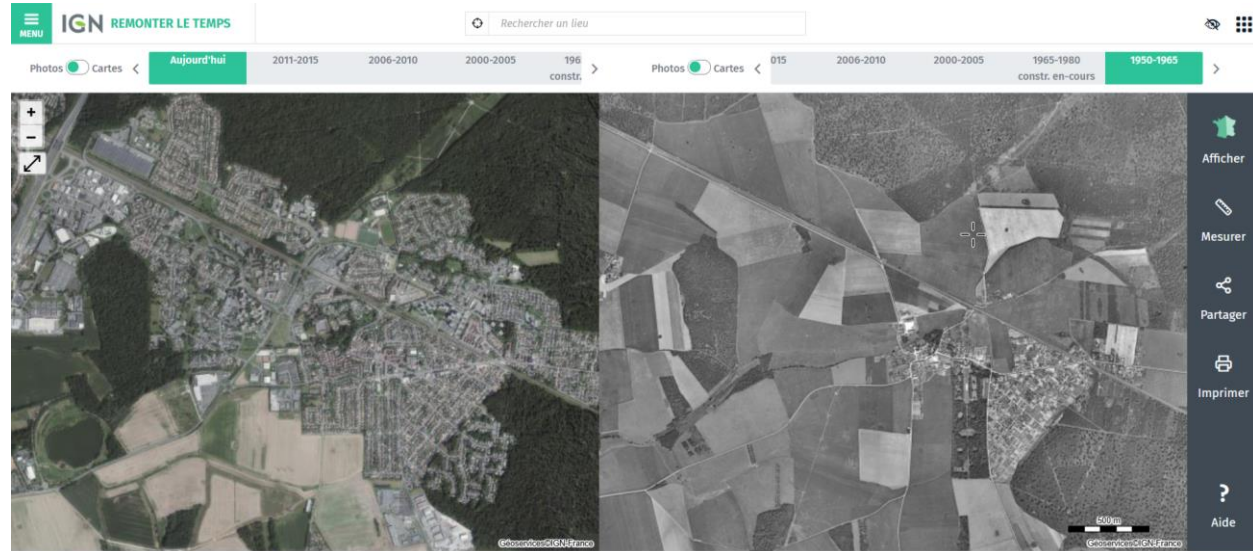 MENU
IGN REMONTER LE TEMPS
Rechercher un lieu
Photos Cartes
Aujourd'hui
2011-2015
2006-2010
2000-2005
196
constr.
Photos Cartes
015
2006-2010
2000-2005
1965-1980
constr. en-cours
1950-1965
+
−
Afficher
Mesurer
Partager
Imprimer
?
Aide
500 m
Géoservices©IGN-France
Géoservices©IGN-France